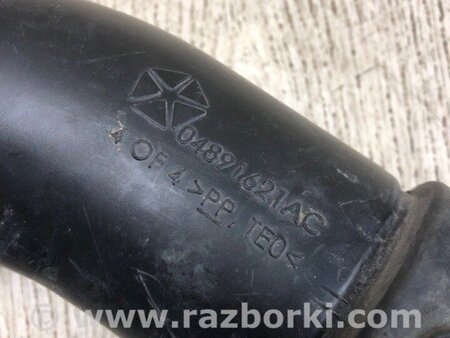 04891621AC
4 OF 4 >PP, TEO<
© www.razborki.com